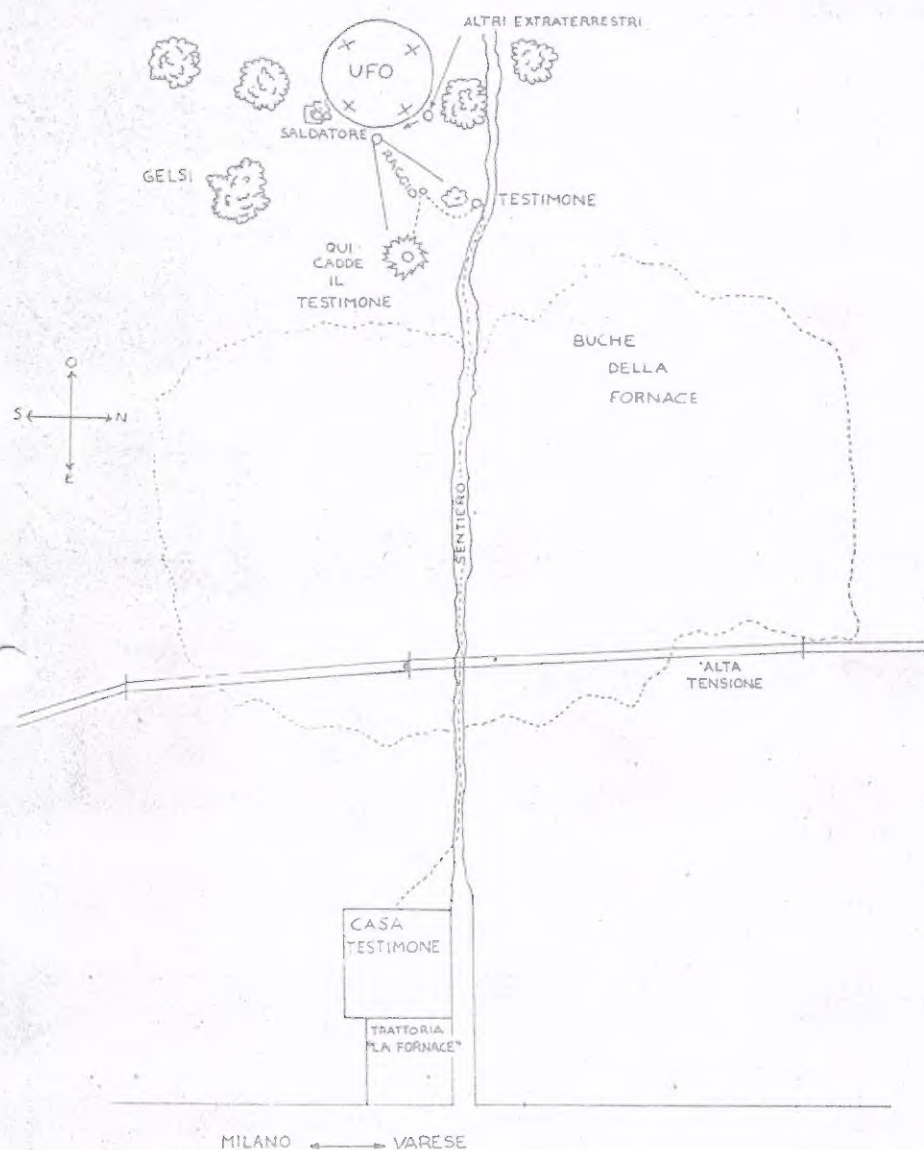 ALTRI EXTRATERRESTRI
UFO
SALDATORE
GELSI
RAGGIO
TESTIMONE
QUI
CADDE
IL
TESTIMONE
BUCHE
DELLA
FORNACE
O
S N
E
SENTIERO
ALTA
TENSIONE
CASA
TESTIMONE
TRATTORIA
"LA FORNACE"
MILANO VARESE